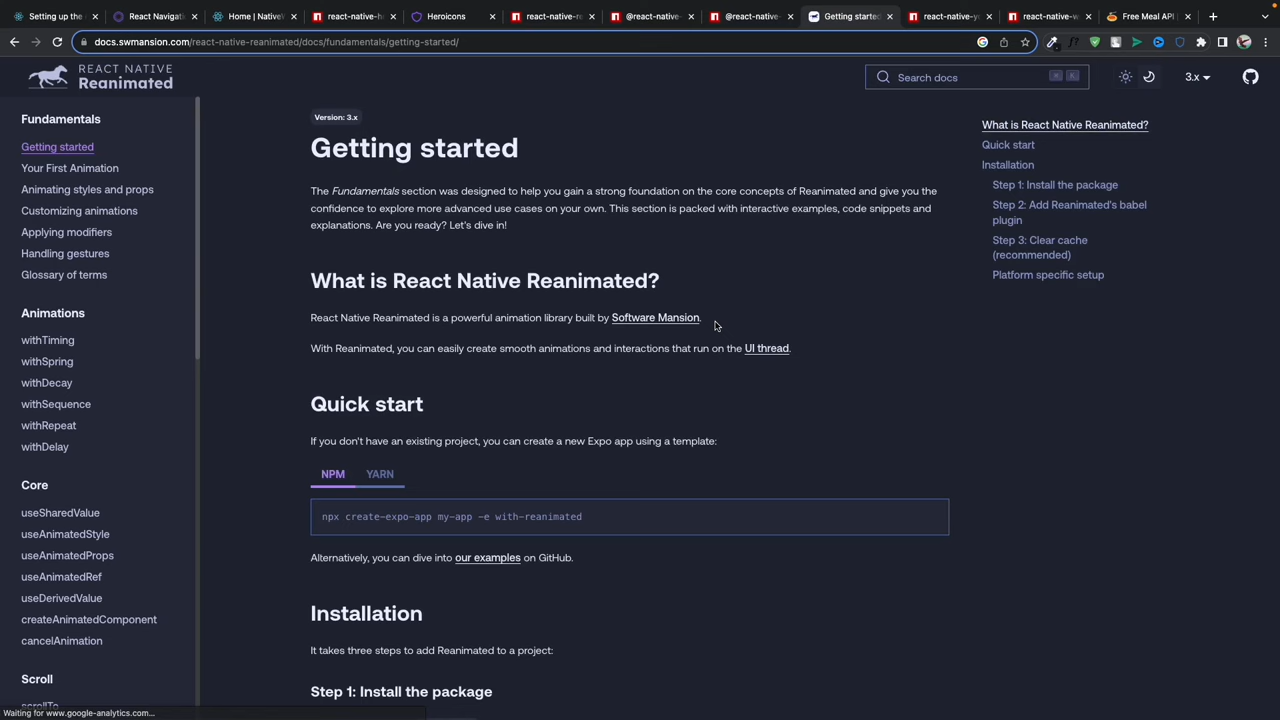 Setting up the
React Navigati
Home | NativeW
react-native-he
Heroicons
react-native-re
@react-native-
@react-native-
Getting started
react-native-y
react-native-w
Free Meal API
docs.swmansion.com/react-native-reanimated/docs/fundamentals/getting-started/
REACT NATIVE
Reanimated
Search docs
⌘ K
3.x
Fundamentals
Getting started
Your First Animation
Animating styles and props
Customizing animations
Applying modifiers
Handling gestures
Glossary of terms
Animations
withTiming
withSpring
withDecay
withSequence
withRepeat
withDelay
Core
useSharedValue
useAnimatedStyle
useAnimatedProps
useAnimatedRef
useDerivedValue
createAnimatedComponent
cancelAnimation
Scroll
scrollTo
Version: 3.x
Getting started
The Fundamentals section was designed to help you gain a strong foundation on the core concepts of Reanimated and give you the
confidence to explore more advanced use cases on your own. This section is packed with interactive examples, code snippets and
explanations. Are you ready? Let's dive in!
What is React Native Reanimated?
React Native Reanimated is a powerful animation library built by Software Mansion.
With Reanimated, you can easily create smooth animations and interactions that run on the UI thread.
Quick start
If you don't have an existing project, you can create a new Expo app using a template:
NPM YARN
npx create-expo-app my-app -e with-reanimated
Alternatively, you can dive into our examples on GitHub.
Installation
It takes three steps to add Reanimated to a project:
Step 1: Install the package
What is React Native Reanimated?
Quick start
Installation
Step 1: Install the package
Step 2: Add Reanimated's babel
plugin
Step 3: Clear cache
(recommended)
Platform specific setup
Waiting for www.google-analytics.com...